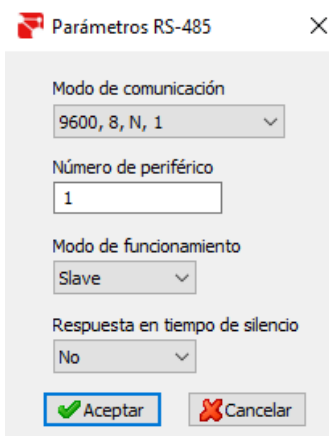 Parámetros RS-485
Modo de comunicación
9600, 8, N, 1
Número de periférico
1
Modo de funcionamiento
Slave
Respuesta en tiempo de silencio
No
Aceptar
Cancelar